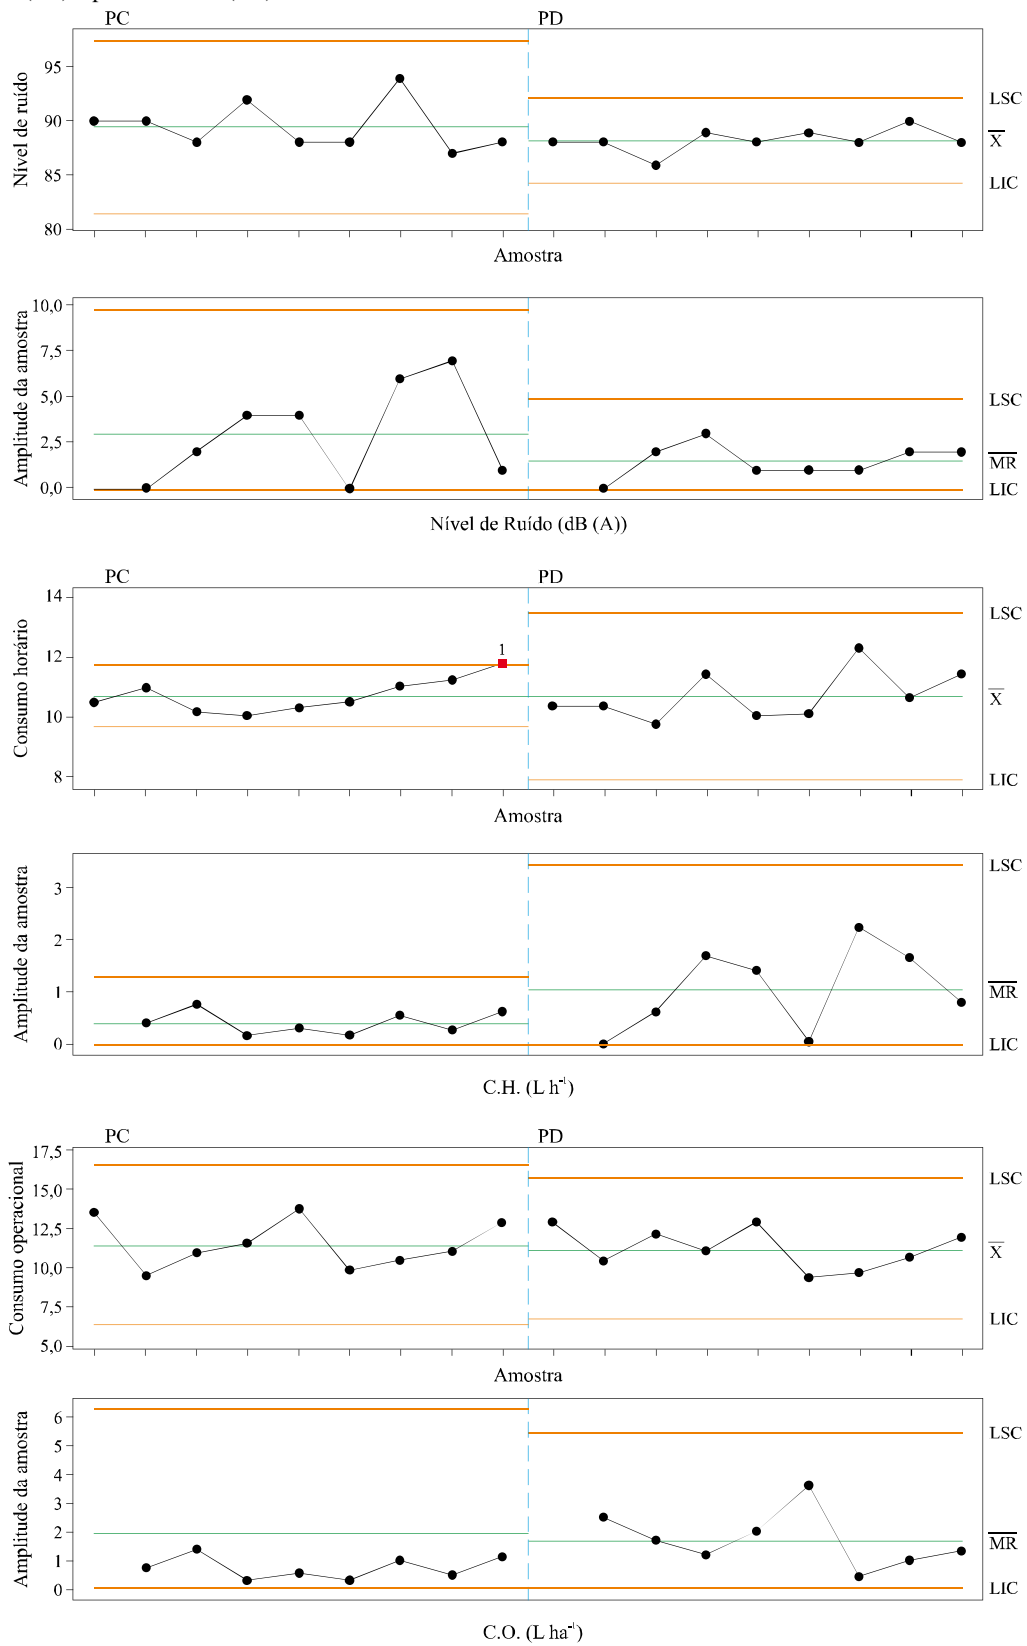 PC PD
Nível de ruído
95
90
85
80
LSC
X
LIC
Amostra
Amplitude da amostra
10,0
7,5
5,0
2,5
0,0
LSC
MR
LIC
Nível de Ruído (dB (A))
PC PD
Consumo horário
14
12
10
8
1
LSC
X
LIC
Amostra
Amplitude da amostra
3
2
1
0
LSC
MR
LIC
C.H. (L h⁻¹)
PC PD
Consumo operacional
17,5
15,0
12,5
10,0
7,5
5,0
LSC
X
LIC
Amostra
Amplitude da amostra
6
5
4
3
2
1
0
LSC
MR
LIC
C.O. (L ha⁻¹)